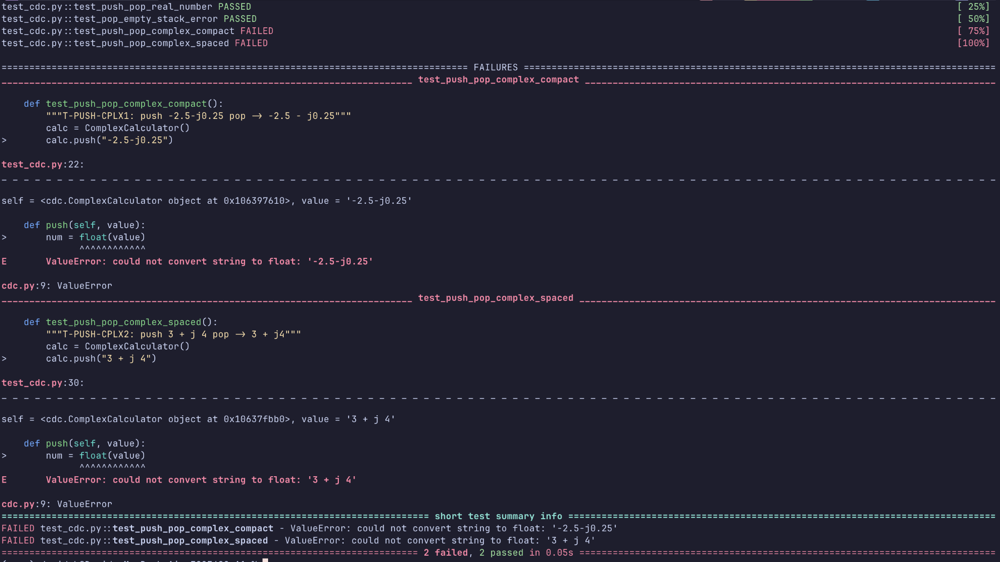 test_cdc.py::test_push_pop_real_number PASSED [ 25%]
test_cdc.py::test_pop_empty_stack_error PASSED [ 50%]
test_cdc.py::test_push_pop_complex_compact FAILED [ 75%]
test_cdc.py::test_push_pop_complex_spaced FAILED [100%]
==================================================================================== FAILURES =====================================================================================
__________________________________________________________________________ test_push_pop_complex_compact __________________________________________________________________________
def test_push_pop_complex_compact():
"""T-PUSH-CPLX1: push -2.5-j0.25 pop → -2.5 - j0.25"""
calc = ComplexCalculator()
> calc.push("-2.5-j0.25")
test_cdc.py:22:
_ _ _ _ _ _ _ _ _ _ _ _ _ _ _ _ _ _ _ _ _ _ _ _ _ _ _ _ _ _ _ _ _ _ _ _ _ _ _ _ _ _ _ _ _ _ _ _ _ _ _ _ _ _ _ _ _ _ _ _ _ _ _ _ _ _ _ _ _ _ _ _ _ _ _ _ _ _ _ _ _ _ _ _ _ _ _ _ _ _
self = <cdc.ComplexCalculator object at 0x106397610>, value = '-2.5-j0.25'
def push(self, value):
> num = float(value)
^^^^^^^^^^^^
E ValueError: could not convert string to float: '-2.5-j0.25'
cdc.py:9: ValueError
__________________________________________________________________________ test_push_pop_complex_spaced ___________________________________________________________________________
def test_push_pop_complex_spaced():
"""T-PUSH-CPLX2: push 3 + j 4 pop → 3 + j4"""
calc = ComplexCalculator()
> calc.push("3 + j 4")
test_cdc.py:30:
_ _ _ _ _ _ _ _ _ _ _ _ _ _ _ _ _ _ _ _ _ _ _ _ _ _ _ _ _ _ _ _ _ _ _ _ _ _ _ _ _ _ _ _ _ _ _ _ _ _ _ _ _ _ _ _ _ _ _ _ _ _ _ _ _ _ _ _ _ _ _ _ _ _ _ _ _ _ _ _ _ _ _ _ _ _ _ _ _ _
self = <cdc.ComplexCalculator object at 0x10637fbb0>, value = '3 + j 4'
def push(self, value):
> num = float(value)
^^^^^^^^^^^^
E ValueError: could not convert string to float: '3 + j 4'
cdc.py:9: ValueError
============================================================================= short test summary info =============================================================================
FAILED test_cdc.py::test_push_pop_complex_compact - ValueError: could not convert string to float: '-2.5-j0.25'
FAILED test_cdc.py::test_push_pop_complex_spaced - ValueError: could not convert string to float: '3 + j 4'
=========================================================================== 2 failed, 2 passed in 0.05s ===========================================================================